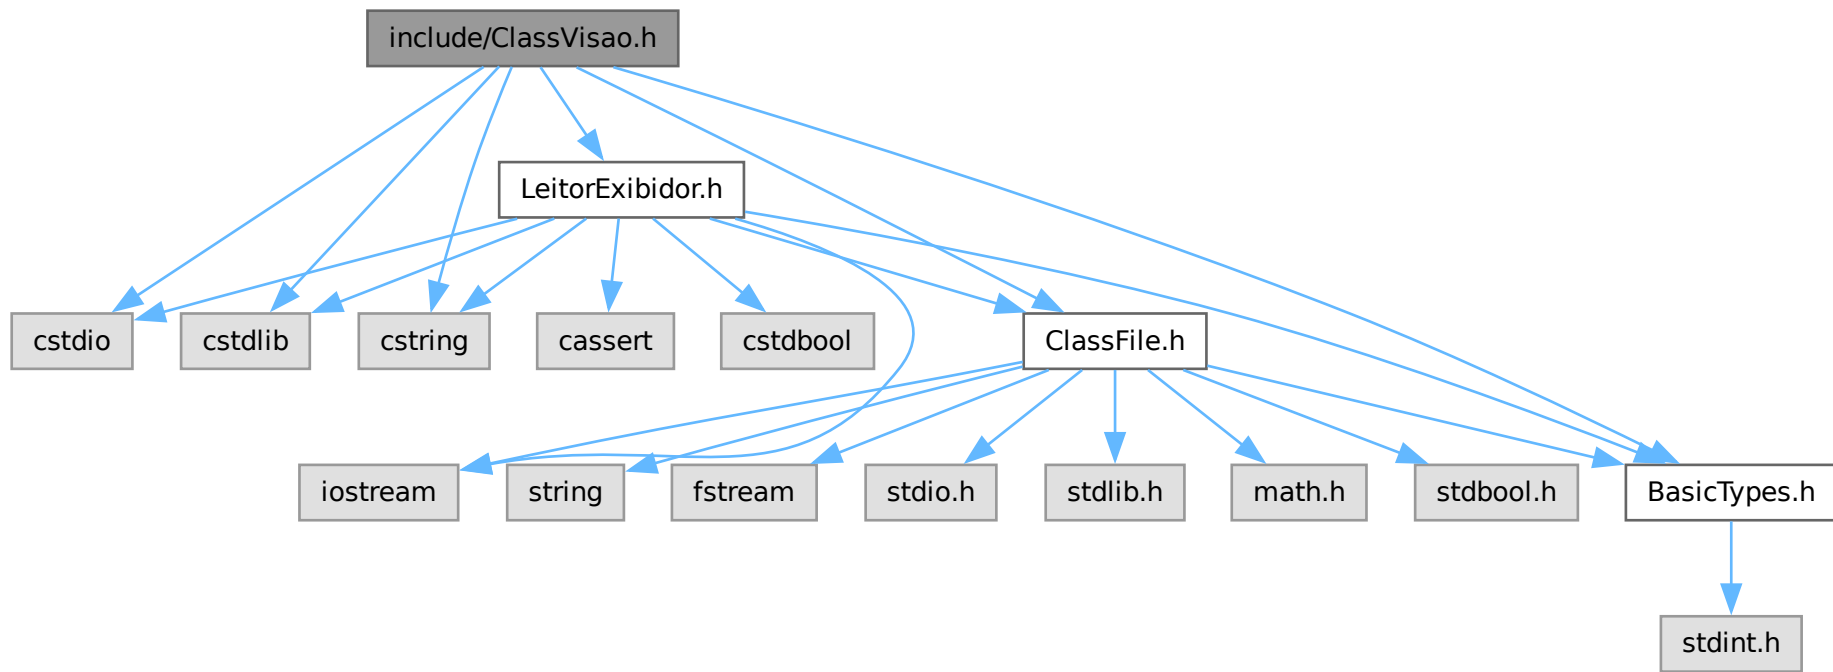 include/ClassVisao.h
LeitorExibidor.h
cstdio
cstdlib
cstring
cassert
cstdbool
ClassFile.h
iostream
string
fstream
stdio.h
stdlib.h
math.h
stdbool.h
BasicTypes.h
stdint.h